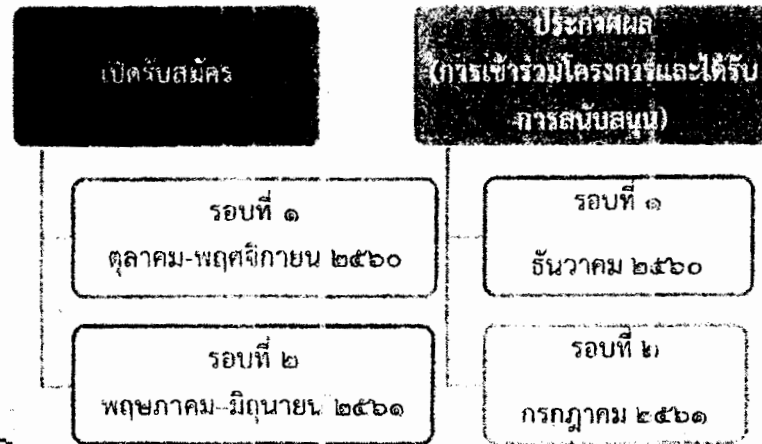 เปิดรับสมัคร
รอบที่ ๑
ตุลาคม-พฤศจิกายน ๒๕๖๐
รอบที่ ๒
พฤษภาคม-มิถุนายน ๒๕๖๑
ประกาศผล
(การเข้าร่วมโครงการและได้รับ
การสนับสนุน)
รอบที่ ๑
ธันวาคม ๒๕๖๐
รอบที่ ๒
กรกฎาคม ๒๕๖๑